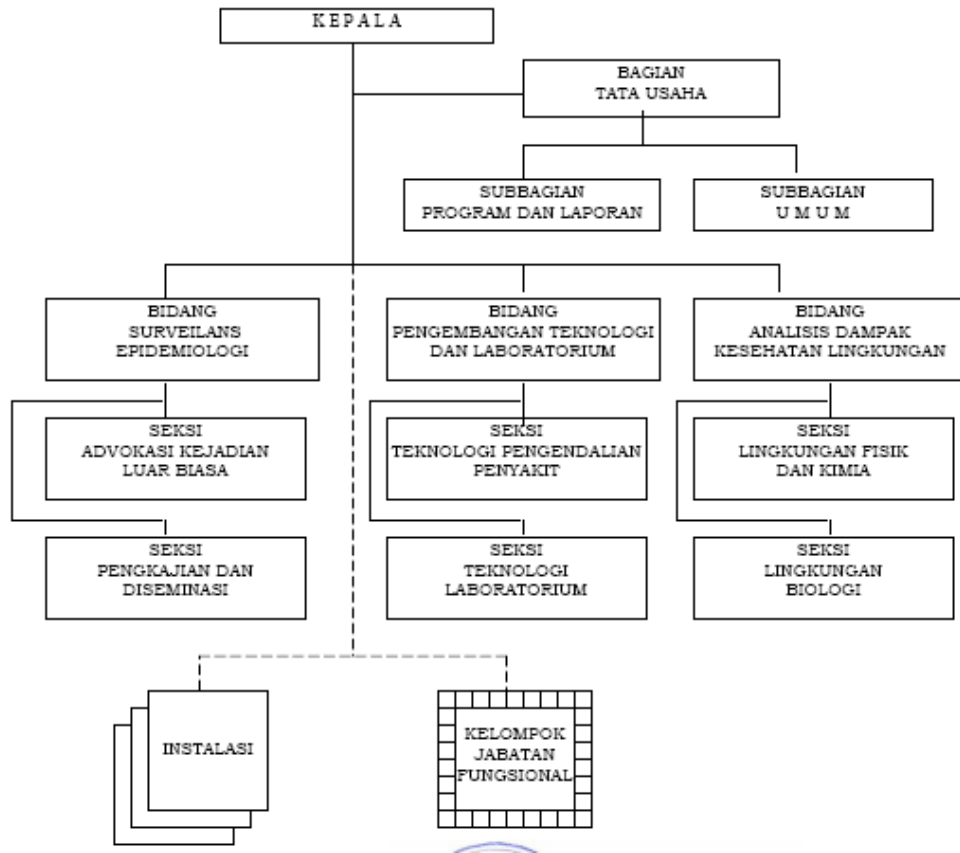 K E P A L A
BAGIAN
TATA USAHA
SUBBAGIAN
PROGRAM DAN LAPORAN
SUBBAGIAN
U M U M
BIDANG
SURVEILANS
EPIDEMIOLOGI
BIDANG
PENGEMBANGAN TEKNOLOGI
DAN LABORATORIUM
BIDANG
ANALISIS DAMPAK
KESEHATAN LINGKUNGAN
SEKSI
ADVOKASI KEJADIAN
LUAR BIASA
SEKSI
TEKNOLOGI PENGENDALIAN
PENYAKIT
SEKSI
LINGKUNGAN FISIK
DAN KIMIA
SEKSI
PENGKAJIAN DAN
DISEMINASI
SEKSI
TEKNOLOGI
LABORATORIUM
SEKSI
LINGKUNGAN
BIOLOGI
INSTALASI
KELOMPOK
JABATAN
FUNGSIONAL